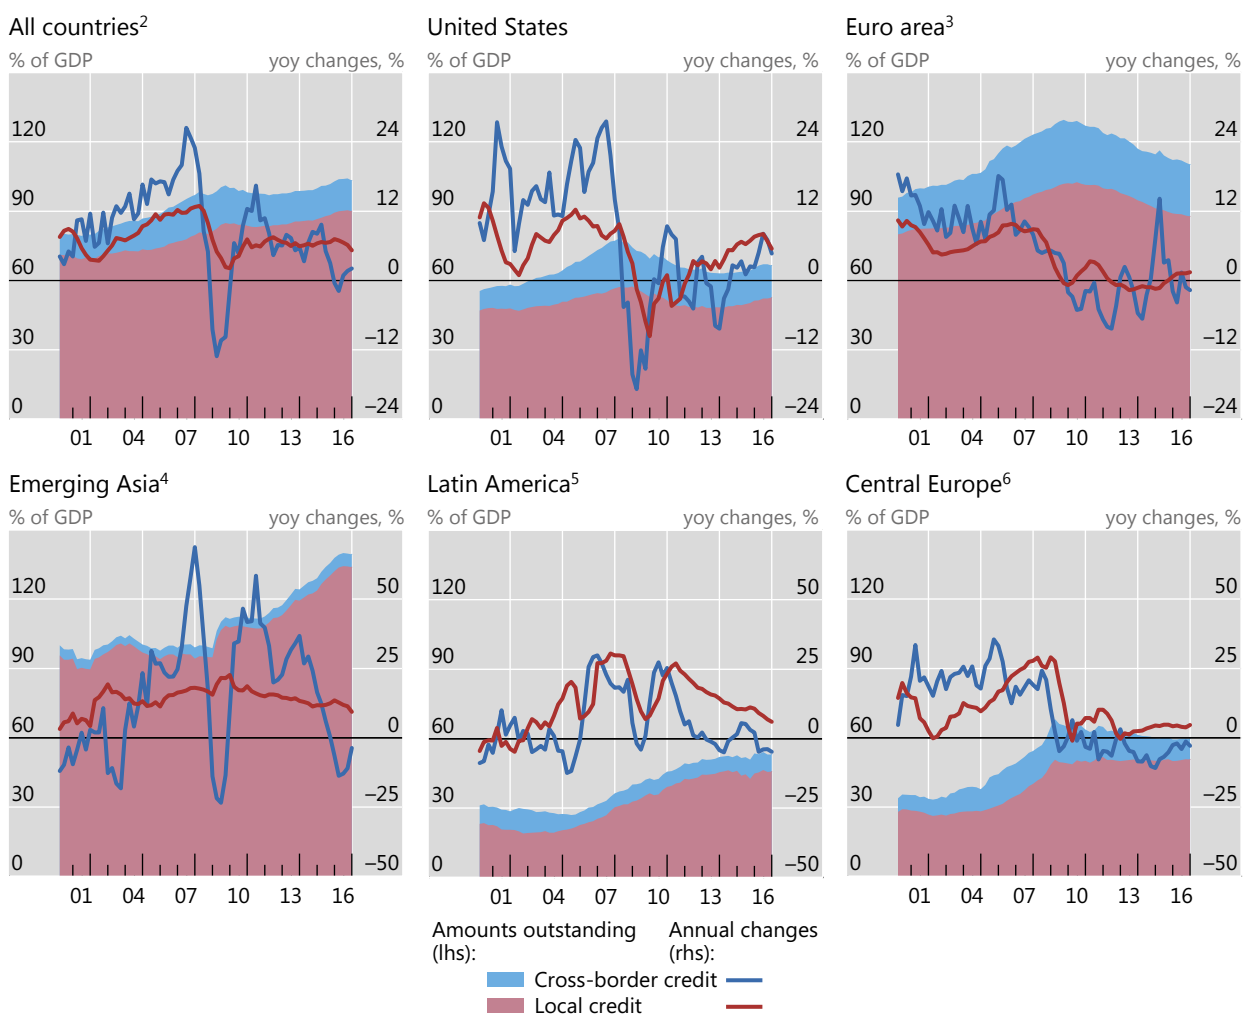 All countries2
United States
Euro area3
% of GDP yoy changes, %
% of GDP yoy changes, %
% of GDP yoy changes, %
120 24
120 24
120 24
90 12
90 12
90 12
60 0
60 0
60 0
30 −12
30 −12
30 −12
0 −24
0 −24
0 −24
01 04 07 10 13 16
01 04 07 10 13 16
01 04 07 10 13 16
Emerging Asia4
Latin America5
Central Europe6
% of GDP yoy changes, %
% of GDP yoy changes, %
% of GDP yoy changes, %
120 50
120 50
120 50
90 25
90 25
90 25
60 0
60 0
60 0
30 −25
30 −25
30 −25
0 −50
0 −50
0 −50
01 04 07 10 13 16
01 04 07 10 13 16
01 04 07 10 13 16
Amounts outstanding
(lhs):
Annual changes
(rhs):
Cross-border credit
Local credit